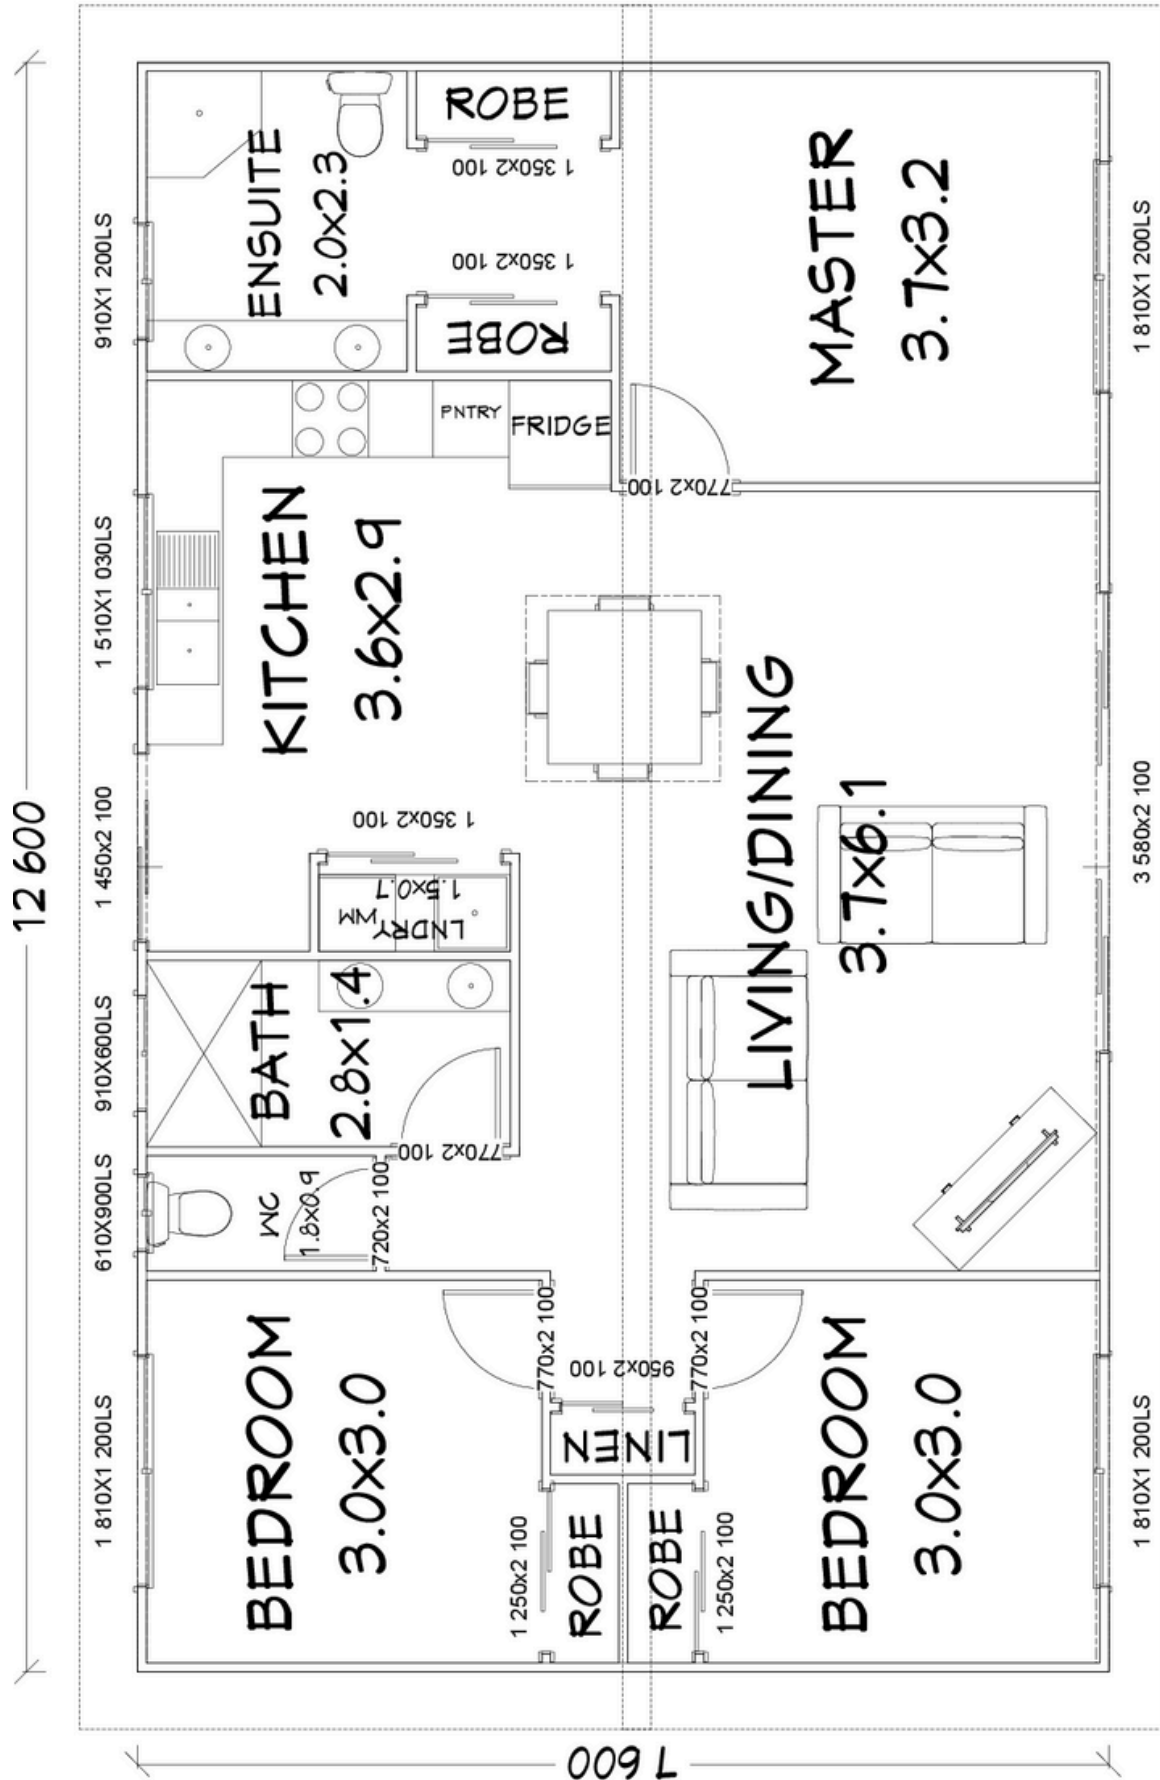 ROBE
1 350x2 100
ENSUITE
2.0x2.3
910X1 200LS
1 350x2 100
ROBE
MASTER
3.7x3.2
1 810X1 200LS
PNTRY
FRIDGE
770x2 100
KITCHEN
3.6x2.9
1 510X1 030LS
12 600
1 450x2 100
1 350x2 100
1.5x0.7
WM
LNDRY
LIVING/DINING
3.7x6.1
3 580x2 100
BATH
2.8x1.4
910X600LS
770x2 100
WC
1.8x0.9
610X900LS
720x2 100
BEDROOM
3.0x3.0
1 810X1 200LS
770x2 100
950x2 100
770x2 100
LINEN
BEDROOM
3.0x3.0
1 810X1 200LS
1 250x2 100
ROBE
ROBE
1 250x2 100
7 600